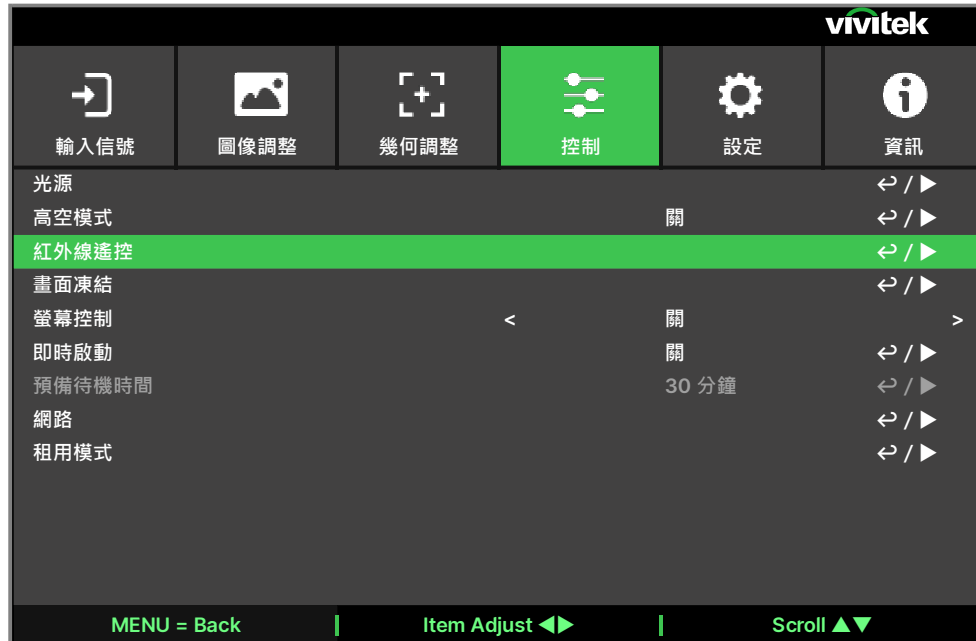 vivitek
輸入信號 圖像調整 幾何調整 控制 設定 資訊
光源 ↩ / ▶
高空模式 關 ↩ / ▶
紅外線遙控 ↩ / ▶
畫面凍結 ↩ / ▶
螢幕控制 < 關 >
即時啟動 關 ↩ / ▶
預備待機時間 30 分鐘 ↩ / ▶
網路 ↩ / ▶
租用模式 ↩ / ▶
MENU = Back | Item Adjust ◀▶ | Scroll ▲▼